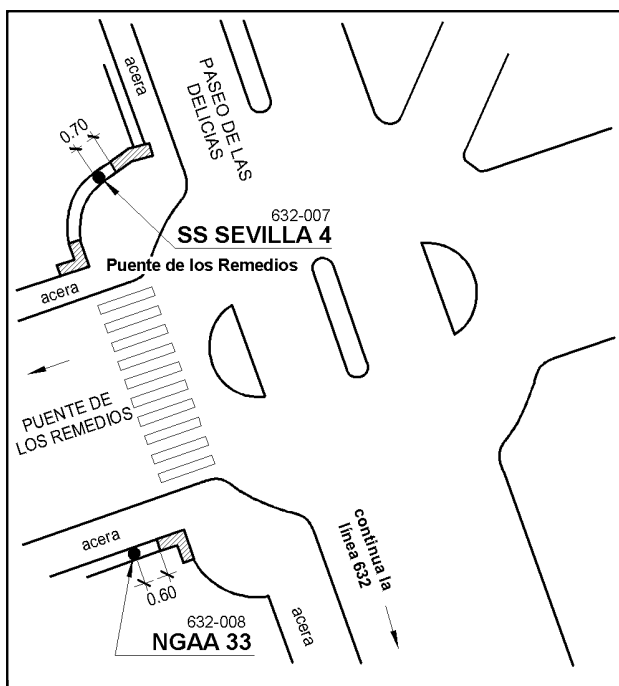 acera
PASEO DE LAS
DELICIAS
0.70
632-007
SS SEVILLA 4
Puente de los Remedios
acera
PUENTE DE
LOS REMEDIOS
acera
continua la
línea 632
0.60
632-008
NGAA 33
acera